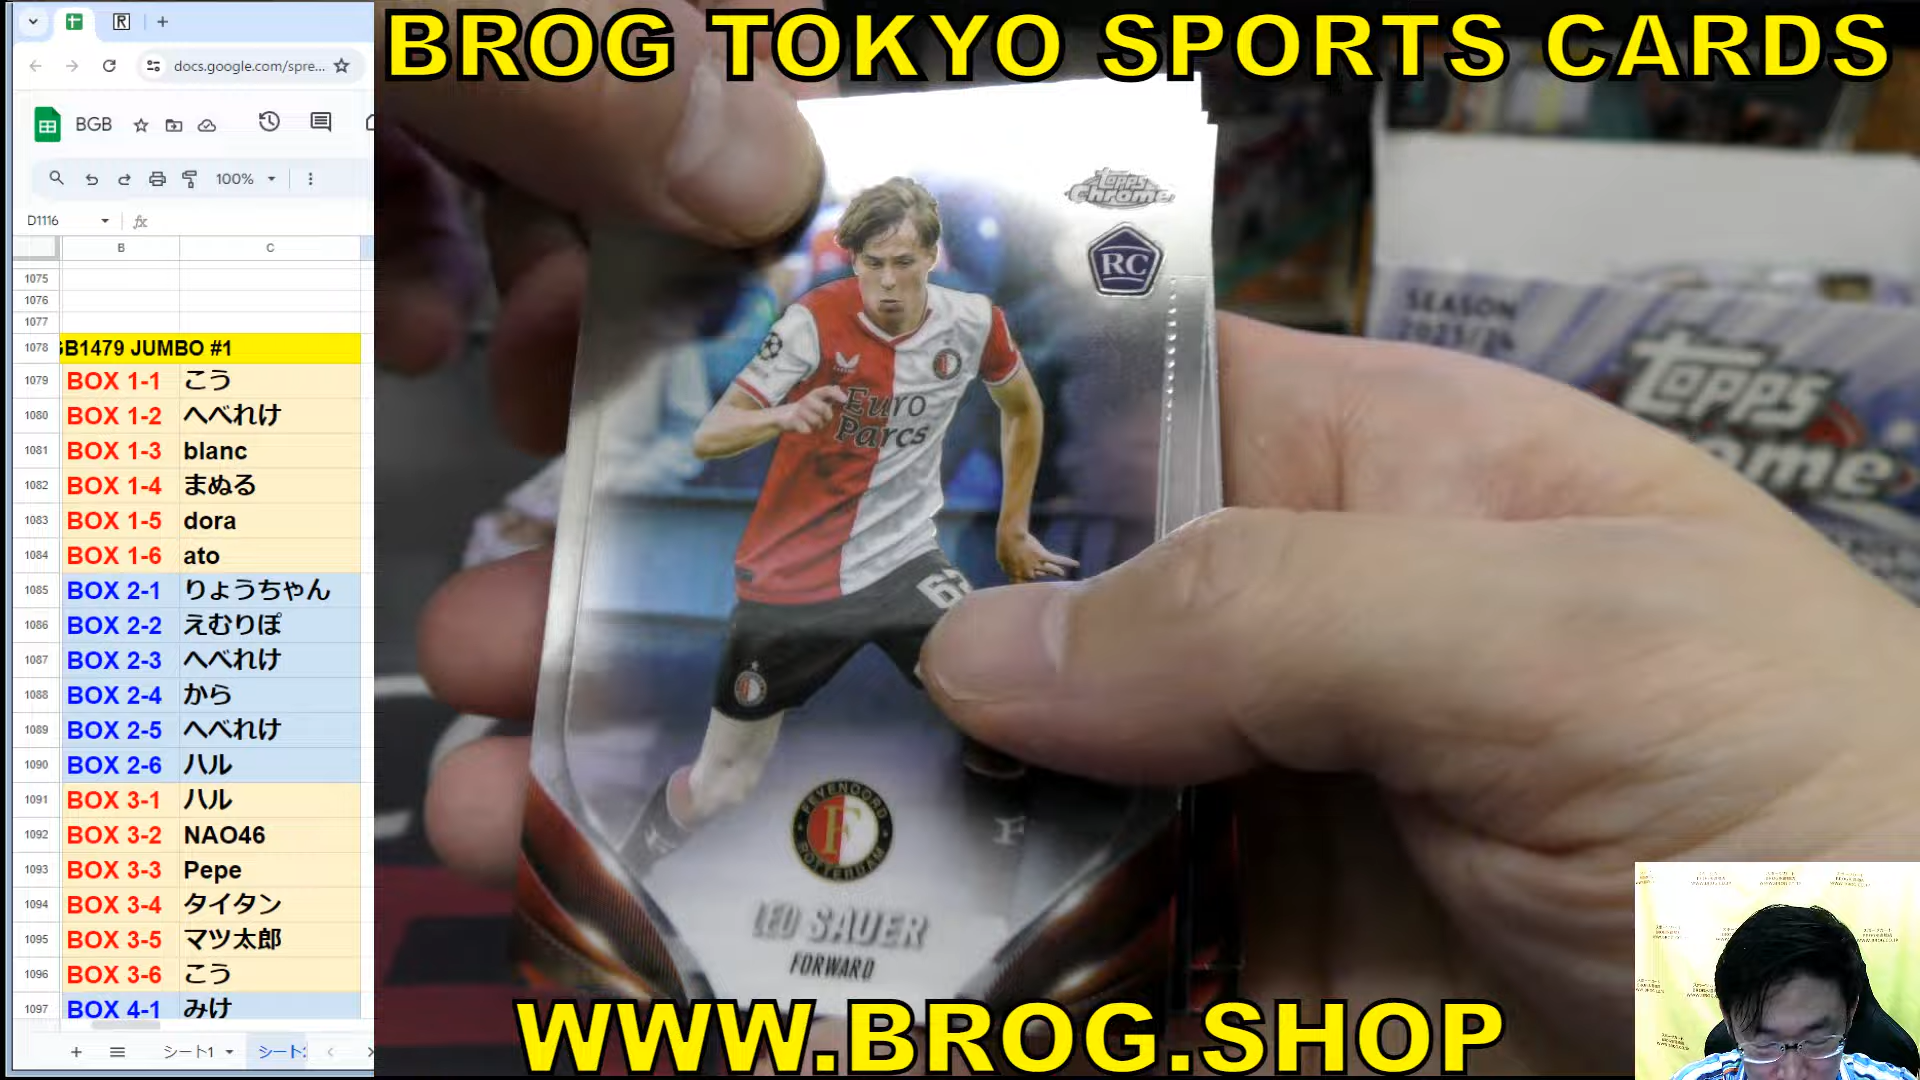 BROG TOKYO SPORTS CARDS
docs.google.com/spre...
BGB
100%
D1116
fx
B
C
1075
1076
1077
1078 GB1479 JUMBO #1
1079 BOX 1-1 こう
1080 BOX 1-2 へべれけ
1081 BOX 1-3 blanc
1082 BOX 1-4 まぬる
1083 BOX 1-5 dora
1084 BOX 1-6 ato
1085 BOX 2-1 りょうちゃん
1086 BOX 2-2 えむりぽ
1087 BOX 2-3 へべれけ
1088 BOX 2-4 から
1089 BOX 2-5 へべれけ
1090 BOX 2-6 ハル
1091 BOX 3-1 ハル
1092 BOX 3-2 NAO46
1093 BOX 3-3 Pepe
1094 BOX 3-4 タイタン
1095 BOX 3-5 マツ太郎
1096 BOX 3-6 こう
1097 BOX 4-1 みけ
シート1
シート
Topps
Chrome
RC
Euro
Parcs
FEYENOORD
F
ROTTERDAM
LEO SAUER
FORWARD
SEASON
2023/24
Topps
WWW.BROG.SHOP